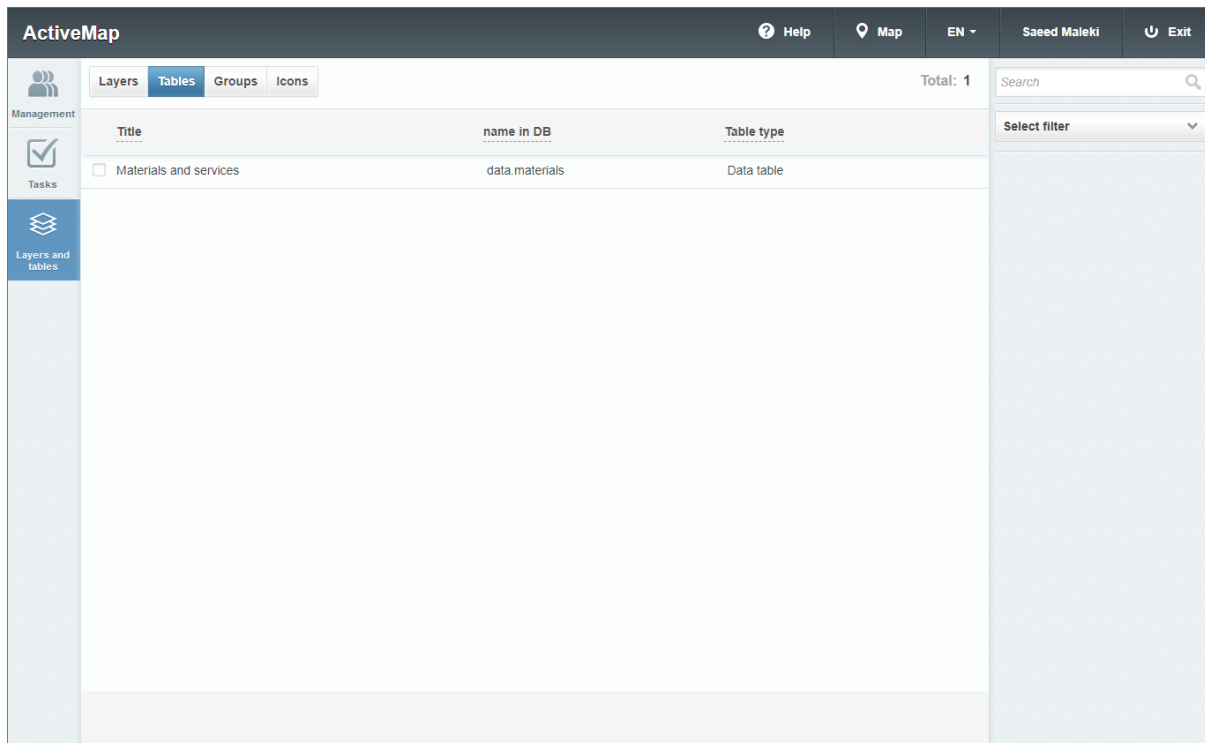 ActiveMap
Help
Map
EN
Saeed Maleki
Exit
Management
Tasks
Layers and
tables
Layers Tables Groups Icons
Total: 1
Title name in DB Table type
Materials and services data.materials Data table
Search
Select filter